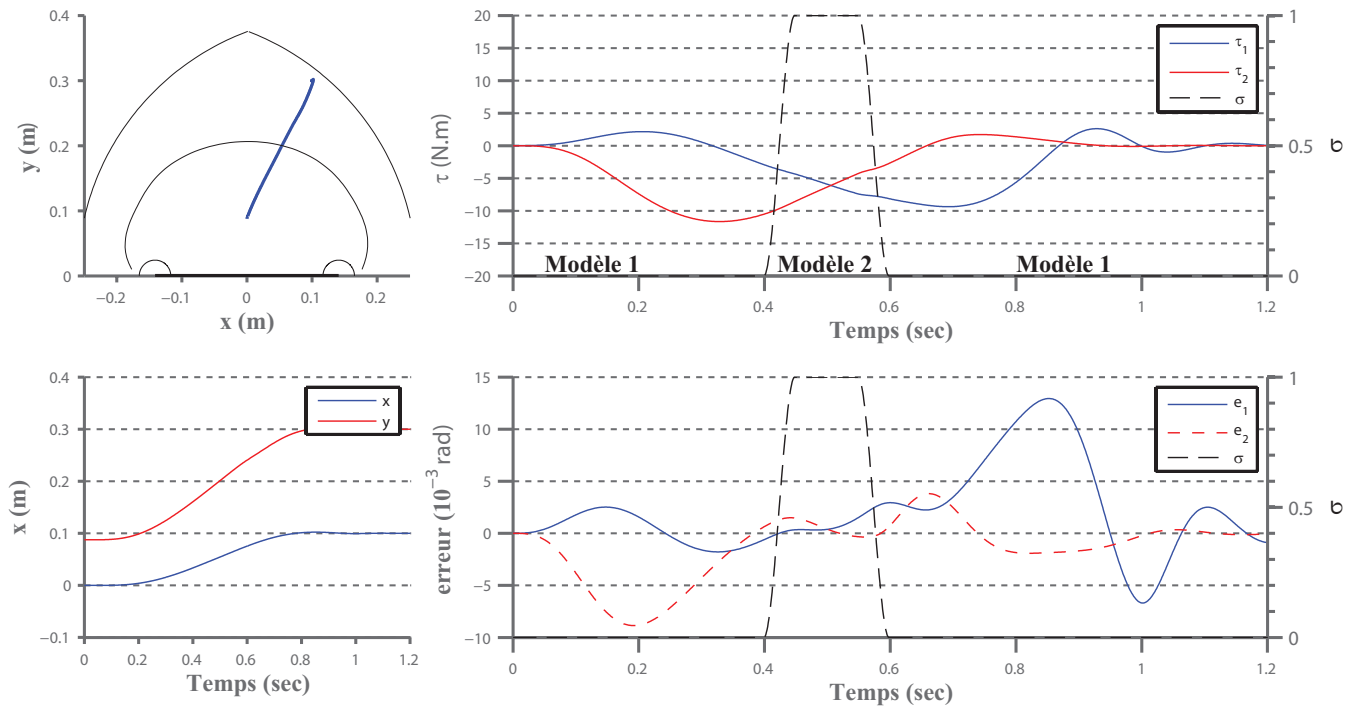 0.4
0.3
0.2
0.1
0
y (m)
−0.2
−0.1
0
0.1
0.2
x (m)
20
15
10
5
0
−5
−10
−15
−20
τ (N.m)
τ1
τ2
σ
1
0.5
0
σ
Modèle 1
Modèle 2
Modèle 1
0
0.2
0.4
0.6
0.8
1
1.2
Temps (sec)
0.4
0.3
0.2
0.1
0
−0.1
x (m)
x
y
0
0.2
0.4
0.6
0.8
1
1.2
Temps (sec)
15
10
5
0
−5
−10
erreur (10−3 rad)
e1
e2
σ
1
0.5
0
σ
0
0.2
0.4
0.6
0.8
1
1.2
Temps (sec)